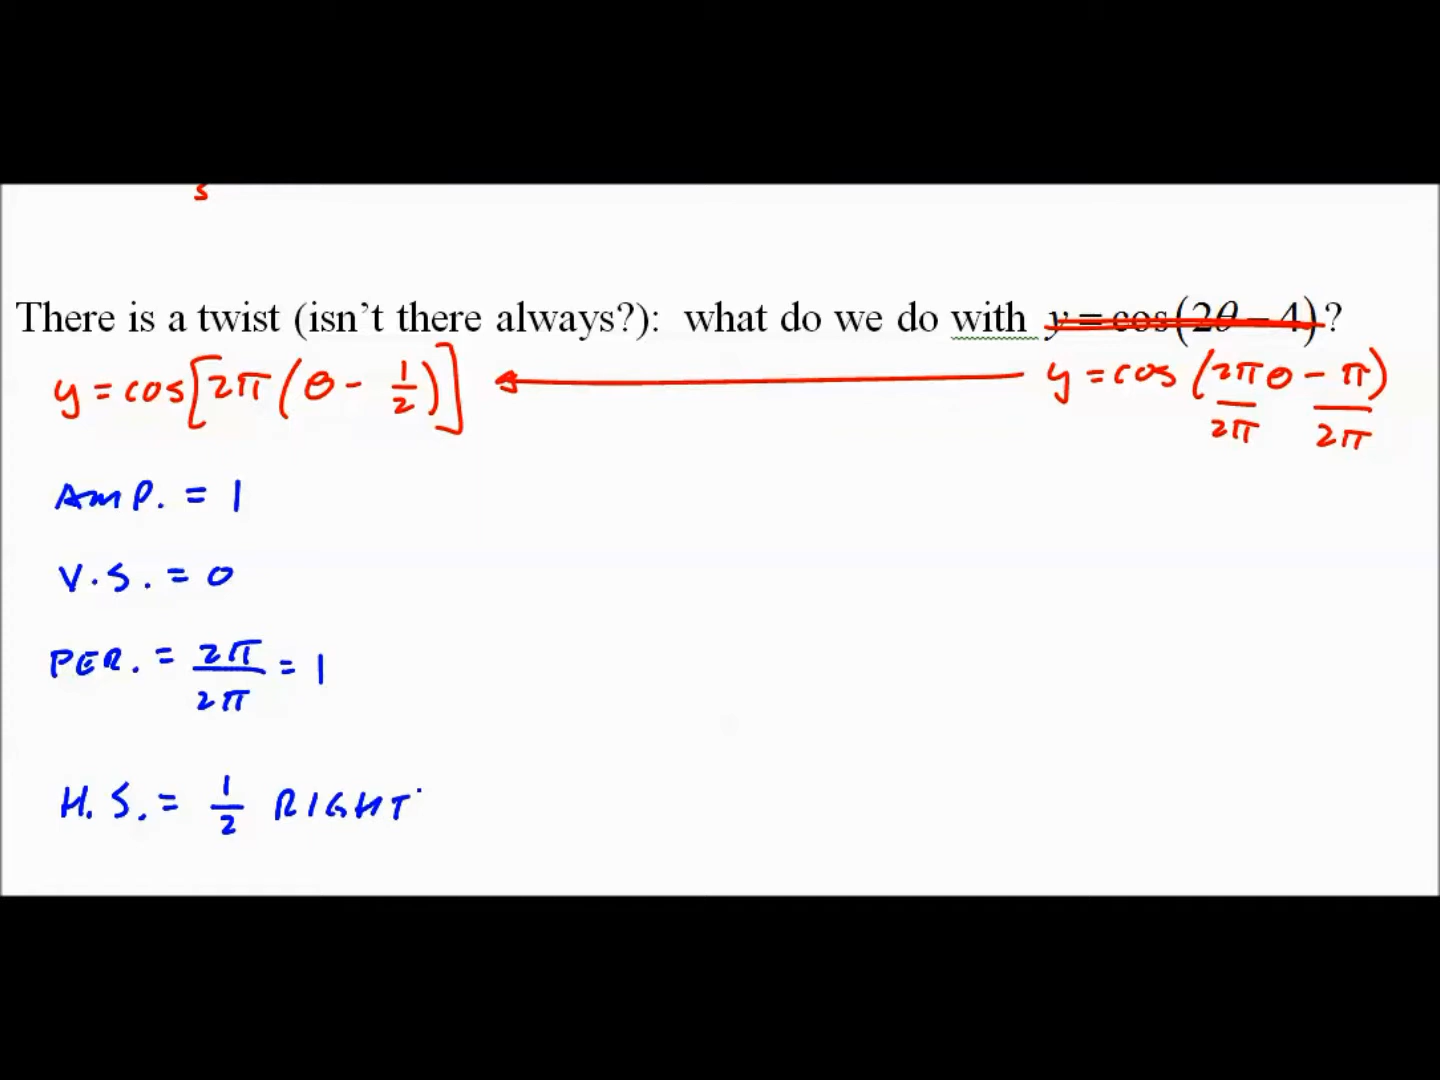 s
There is a twist (isn’t there always?): what do we do with y = cos(2θ − 4)?
y = cos[2π(θ - 1/2)]
y = cos(2πθ - π)
2π 2π
AMP. = 1
V.S. = 0
PER. = 2π/2π = 1
H.S. = 1/2 RIGHT